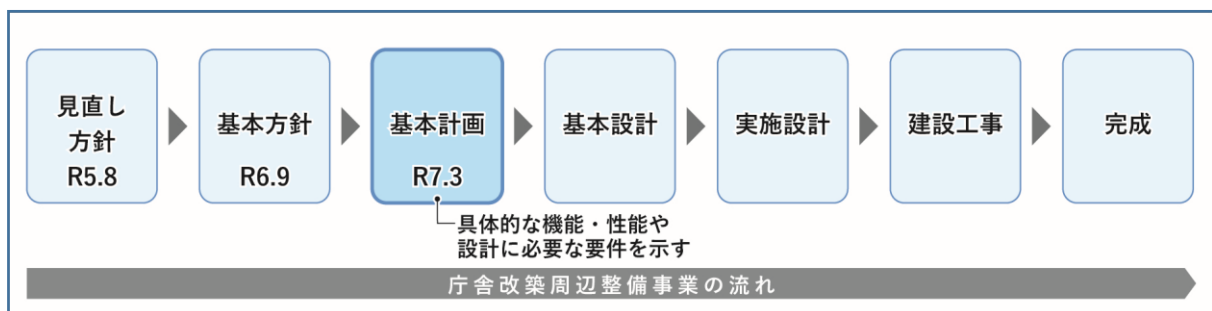 見直し
方針
R5.8
基本方針
R6.9
基本計画
R7.3
基本設計
実施設計
建設工事
完成
具体的な機能・性能や
設計に必要な要件を示す
庁舎改築周辺整備事業の流れ